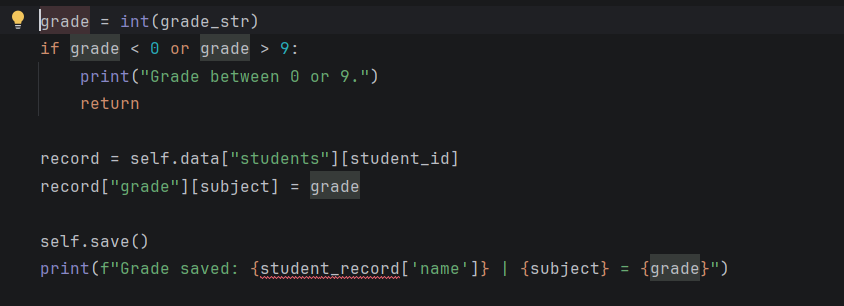 grade = int(grade_str)
if grade < 0 or grade > 9:
    print("Grade between 0 or 9.")
    return
record = self.data["students"][student_id]
record["grade"][subject] = grade
self.save()
print(f"Grade saved: {student_record['name']} | {subject} = {grade}")